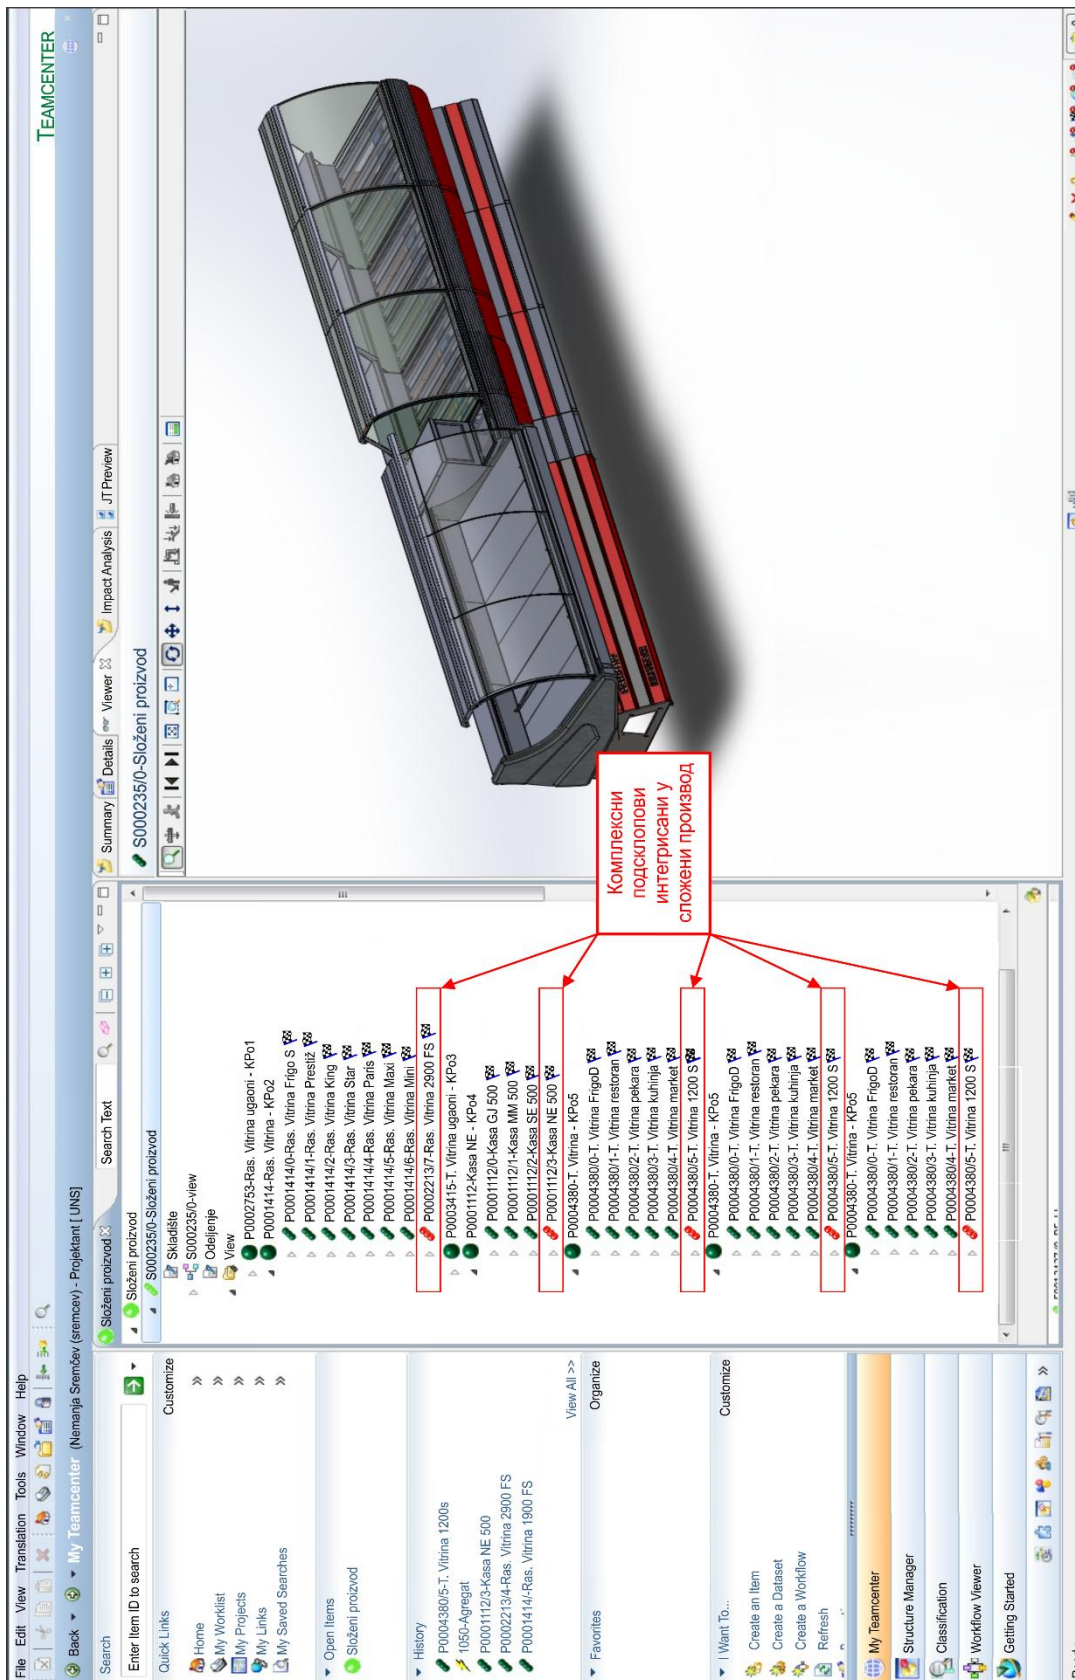 File Edit View Translation Tools Window Help
TEAMCENTER
Back My Teamcenter (Nemanja Sremčev (sremcev) - Projektant [ UNS]
Search
Enter Item ID to search
Quick Links
Customize
Home
My Worklist
My Projects
My Links
My Saved Searches
Open Items
Složeni proizvod
History
P0004380/5-T. Vitrina 1200s
1050-Agregat
P0001112/3-Kasa NE 500
P0002213/4-Ras. Vitrina 2900 FS
P0001414/-Ras. Vitrina 1900 FS
View All >>
Favorites
Organize
I Want To...
Customize
Create an Item
Create a Dataset
Create a Workflow
Refresh
My Teamcenter
Structure Manager
Classification
Workflow Viewer
Getting Started
Složeni proizvod
Search Text
Složeni proizvod
S000235/0-Složeni proizvod
Skladište
S000235/0-view
Odeljenje
View
P0002753-Ras. Vitrina ugaoni - KPo1
P0001414-Ras. Vitrina - KPo2
P0001414/0-Ras. Vitrina Frigo S
P0001414/1-Ras. Vitrina Prestiž
P0001414/2-Ras. Vitrina King
P0001414/3-Ras. Vitrina Star
P0001414/4-Ras. Vitrina Paris
P0001414/5-Ras. Vitrina Maxi
P0001414/6-Ras. Vitrina Mini
P0002213/7-Ras. Vitrina 2900 FS
P0003415-T. Vitrina ugaoni - KPo3
P0001112-Kasa NE - KPo4
P0001112/0-Kasa GJ 500
P0001112/1-Kasa MM 500
P0001112/2-Kasa SE 500
P0001112/3-Kasa NE 500
P0004380-T. Vitrina - KPo5
P0004380/0-T. Vitrina FrigoD
P0004380/1-T. Vitrina restoran
P0004380/2-T. Vitrina pekara
P0004380/3-T. Vitrina kuhinja
P0004380/4-T. Vitrina market
P0004380/5-T. Vitrina 1200 S
P0004380-T. Vitrina - KPo5
P0004380/0-T. Vitrina FrigoD
P0004380/1-T. Vitrina restoran
P0004380/2-T. Vitrina pekara
P0004380/3-T. Vitrina kuhinja
P0004380/4-T. Vitrina market
P0004380/5-T. Vitrina 1200 S
P0004380-T. Vitrina - KPo5
P0004380/0-T. Vitrina FrigoD
P0004380/1-T. Vitrina restoran
P0004380/2-T. Vitrina pekara
P0004380/3-T. Vitrina kuhinja
P0004380/4-T. Vitrina market
P0004380/5-T. Vitrina 1200 S
Summary Details Viewer Impact Analysis JT Preview
S000235/0-Složeni proizvod
Комплексни
подсклопови
интегрисани у
сложени производ